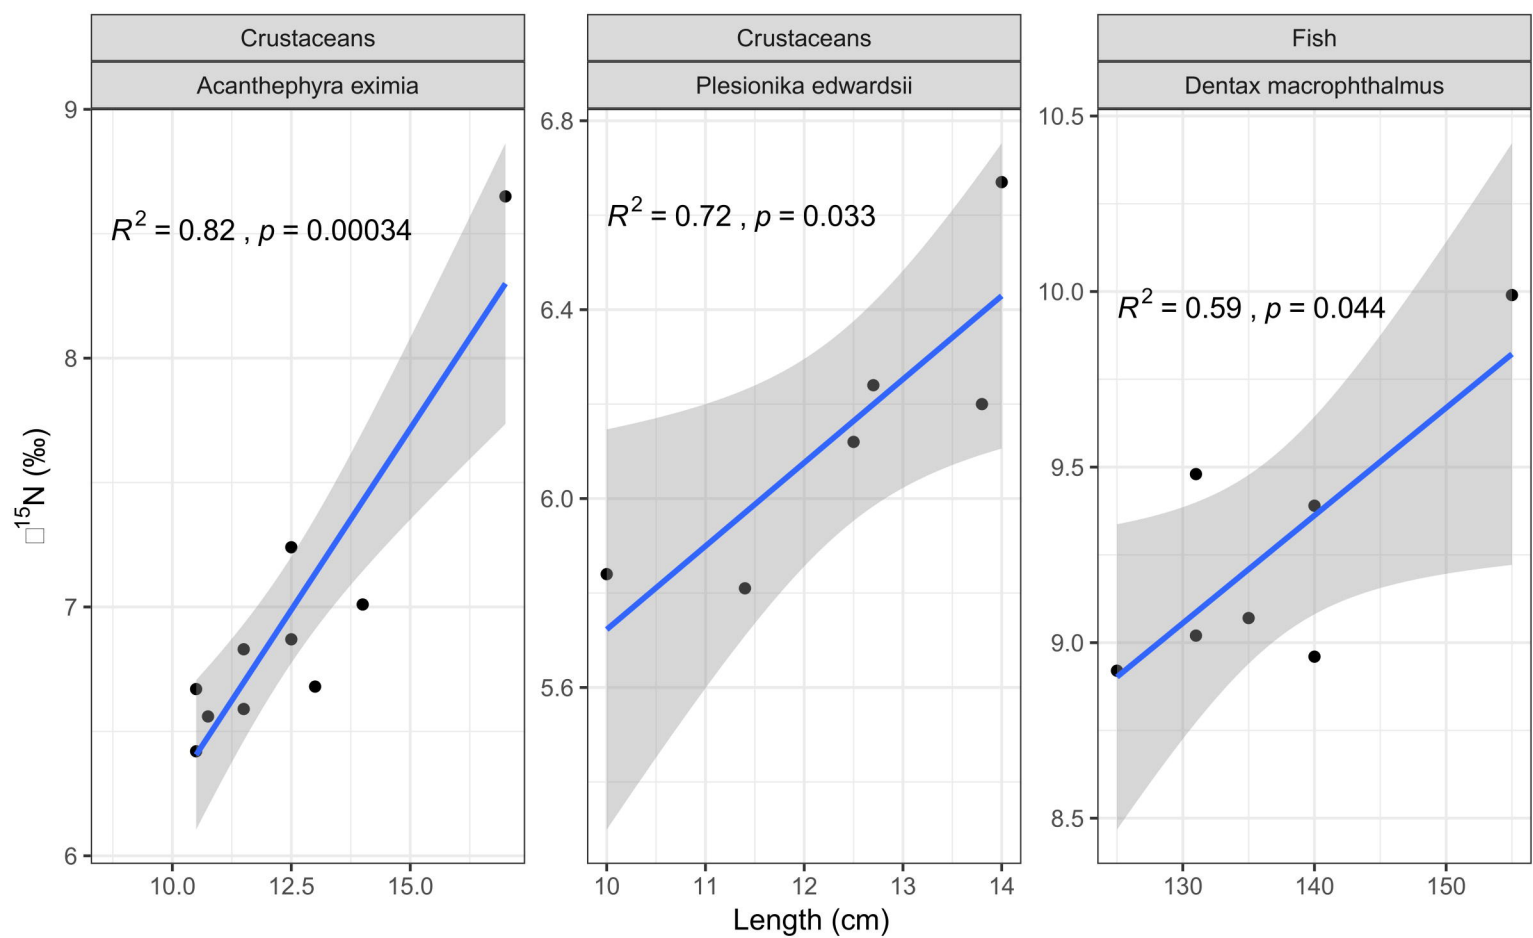 Crustaceans
Acanthephyra eximia
Crustaceans
Plesionika edwardsii
Fish
Dentax macrophthalmus
R² = 0.82 , p = 0.00034
R² = 0.72 , p = 0.033
R² = 0.59 , p = 0.044
□¹⁵N (‰)
9
8
7
6
6.8
6.4
6.0
5.6
10.5
10.0
9.5
9.0
8.5
10.0 12.5 15.0
10 11 12 13 14
130 140 150
Length (cm)